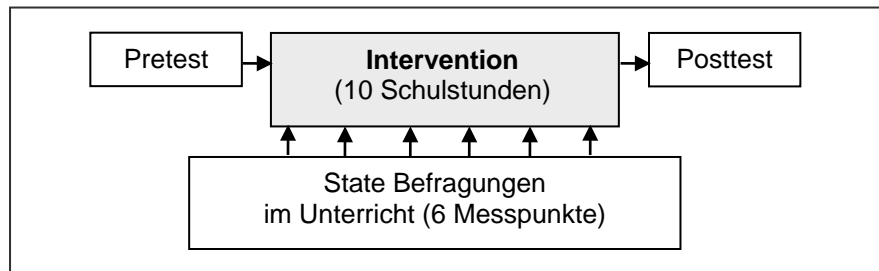 Pretest
Intervention
(10 Schulstunden)
Posttest
State Befragungen
im Unterricht (6 Messpunkte)